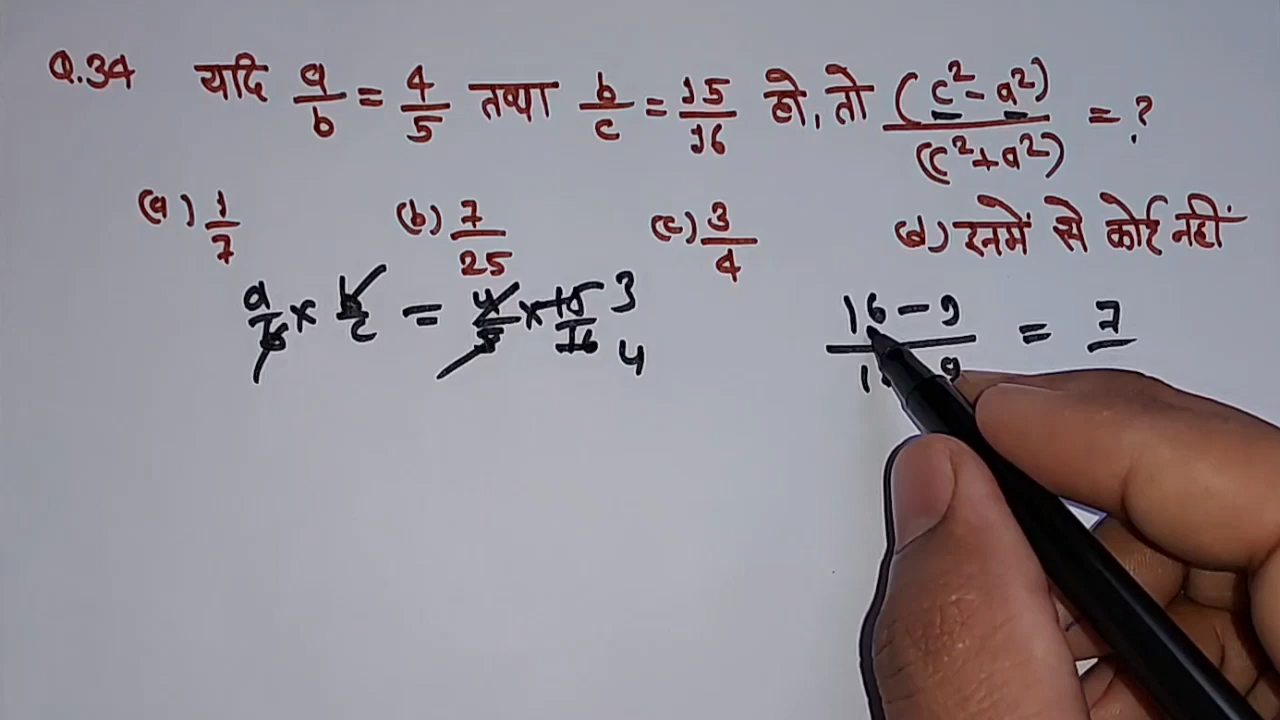 Q.34 यदि a/b = 4/5 तथा b/c = 15/16 हो, तो (c²-a²)/(c²+a²) = ?
(a) 1/7 (b) 7/25 (c) 3/4 (d) इनमें से कोई नहीं
a/b × b/c = 4/5 × 15/16 3 4
16-9 = 7
9